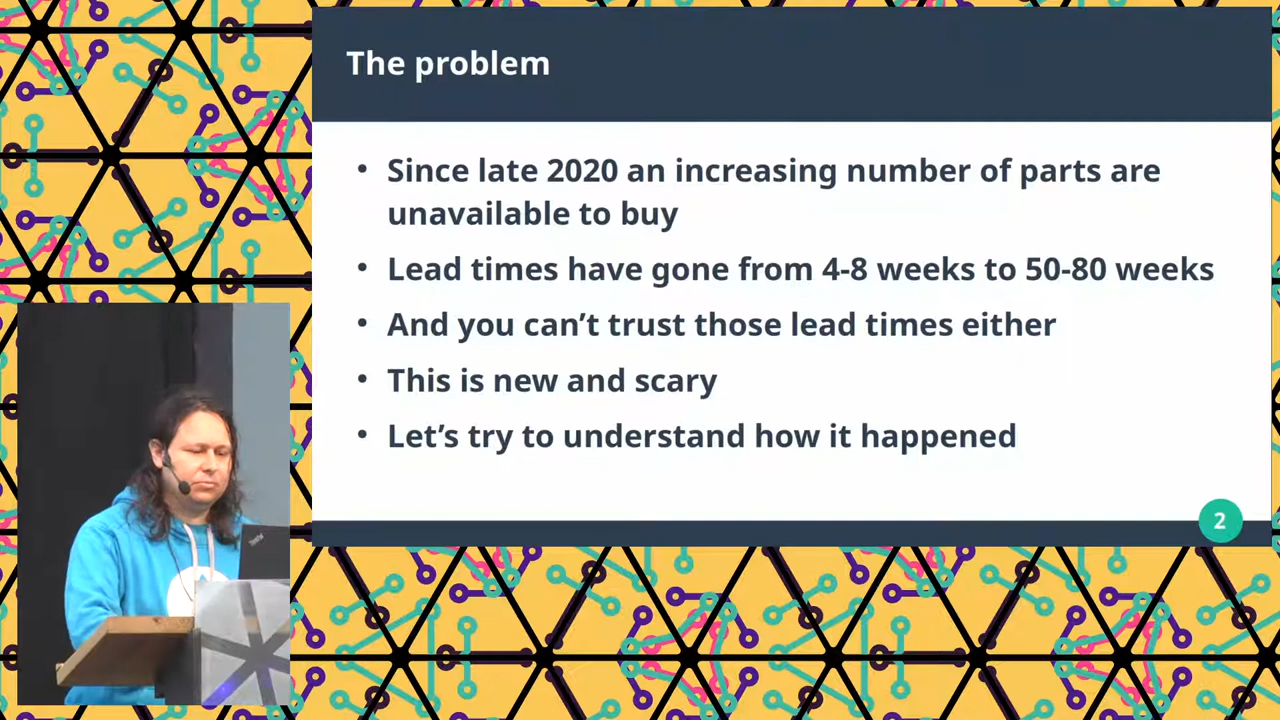 The problem
• Since late 2020 an increasing number of parts are
unavailable to buy
• Lead times have gone from 4-8 weeks to 50-80 weeks
• And you can’t trust those lead times either
• This is new and scary
• Let’s try to understand how it happened
2
ThinkPad